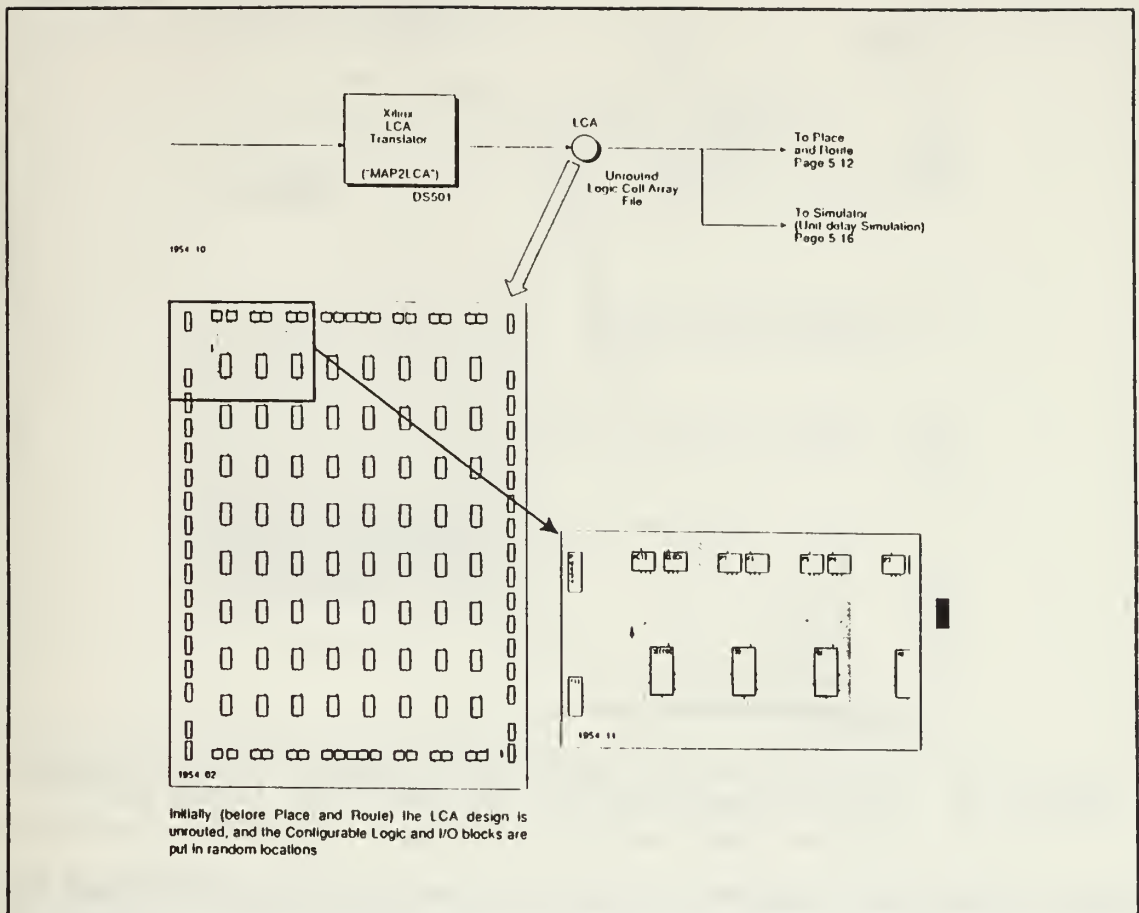 Xilinx
LCA
Translator
("MAP2LCA")
DS501
LCA
Unrouted
Logic Cell Array
File
To Place
and Route
Page 5 12
To Simulator
(Unit delay Simulation)
Page 5 16
1954 10
1954 02
1954 11
Initially (before Place and Route) the LCA design is
unrouted, and the Configurable Logic and I/O blocks are
put in random locations